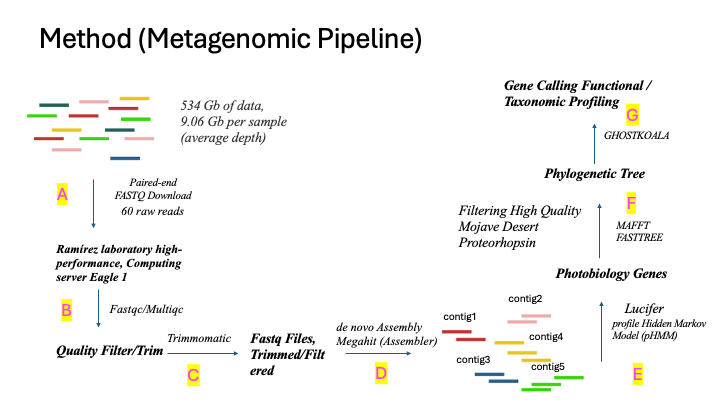 Method (Metagenomic Pipeline)
534 Gb of data,
9.06 Gb per sample
(average depth)
A
Paired-end
FASTQ Download
60 raw reads
Ramírez laboratory high-
performance, Computing
server Eagle 1
B
Fastqc/Multiqc
Quality Filter/Trim
Trimmomatic
C
Fastq Files,
Trimmed/Filt
ered
de novo Assembly
Megahit (Assembler)
D
contig1
contig2
contig3
contig4
contig5
Lucifer
profile Hidden Markov
Model (pHMM)
E
Photobiology Genes
Filtering High Quality
Mojave Desert
Proteorhopsin
F
MAFFT
FASTTREE
Phylogenetic Tree
G
GHOSTKOALA
Gene Calling Functional /
Taxonomic Profiling